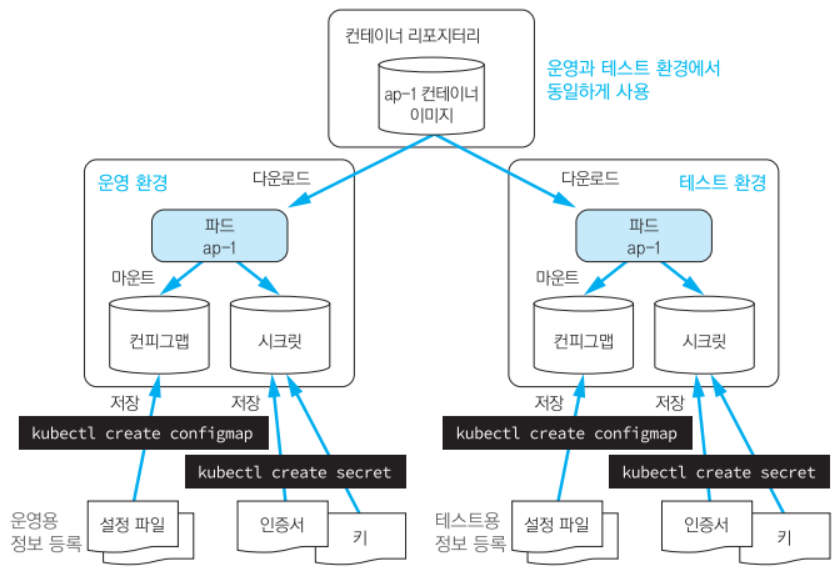 컨테이너 리포지터리
ap-1 컨테이너
이미지
운영과 테스트 환경에서
동일하게 사용
운영 환경
다운로드
파드
ap-1
마운트
컨피그맵
시크릿
저장
저장
kubectl create configmap
kubectl create secret
운영용
정보 등록
설정 파일
인증서
키
다운로드
테스트 환경
파드
ap-1
마운트
컨피그맵
시크릿
저장
저장
kubectl create configmap
kubectl create secret
테스트용
정보 등록
설정 파일
인증서
키